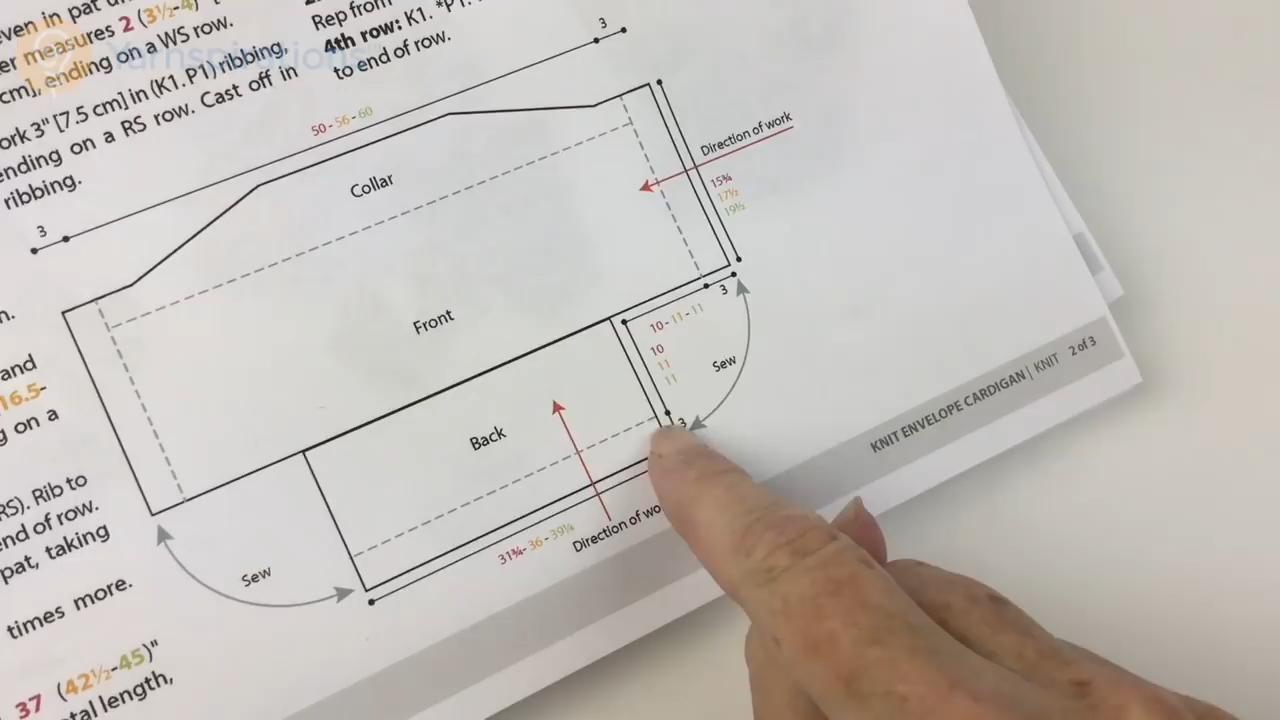 even in pat
er measures 2 (3½-4)
cm], ending on a WS row.
ork 3" [7.5 cm] in (K1. P1) ribbing,
ending on a RS row. Cast off in
ribbing.
Rep from
4th row: K1. *P1.
to end of row.
Yarnspirations
3
50 - 56 - 60
3
Collar
Direction of work
15¾
17½
19½
Front
3
10 - 11 - 11
10
11
11
Sew
3
Back
31¾ - 36 - 39¼
Direction of wo
Sew
n.
and
16.5-
g on a
RS). Rib to
end of row.
pat, taking
times more.
37 (42½-45)"
tal length,
KNIT ENVELOPE CARDIGAN | KNIT 2 of 3